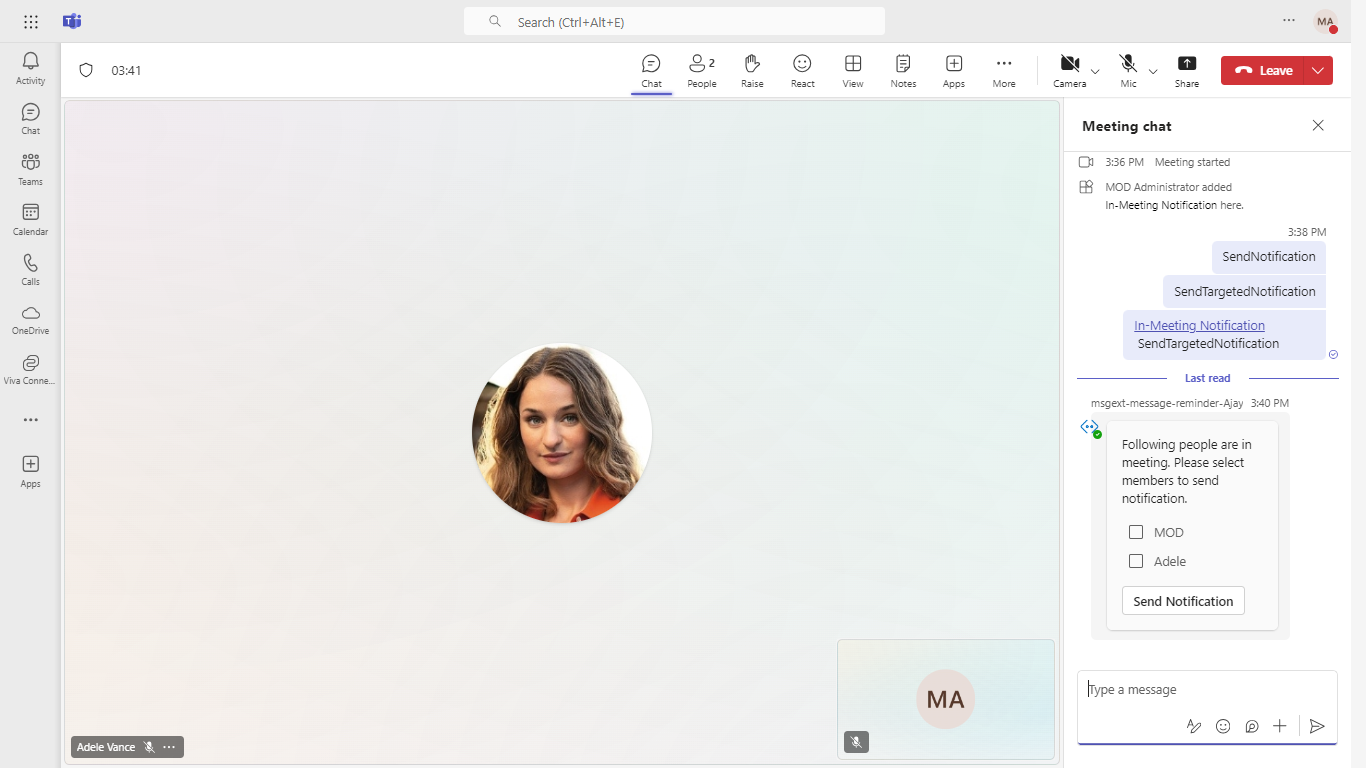 Search (Ctrl+Alt+E)
MA
Activity
Chat
Teams
Calendar
Calls
OneDrive
Viva Conne...
Apps
03:41
Chat
People 2
Raise
React
View
Notes
Apps
More
Camera
Mic
Share
Leave
Adele Vance
MA
Meeting chat
3:36 PM Meeting started
MOD Administrator added
In-Meeting Notification here.
3:38 PM
SendNotification
SendTargetedNotification
In-Meeting Notification
SendTargetedNotification
Last read
msgext-message-reminder-Ajay 3:40 PM
Following people are in
meeting. Please select
members to send
notification.
MOD
Adele
Send Notification
Type a message